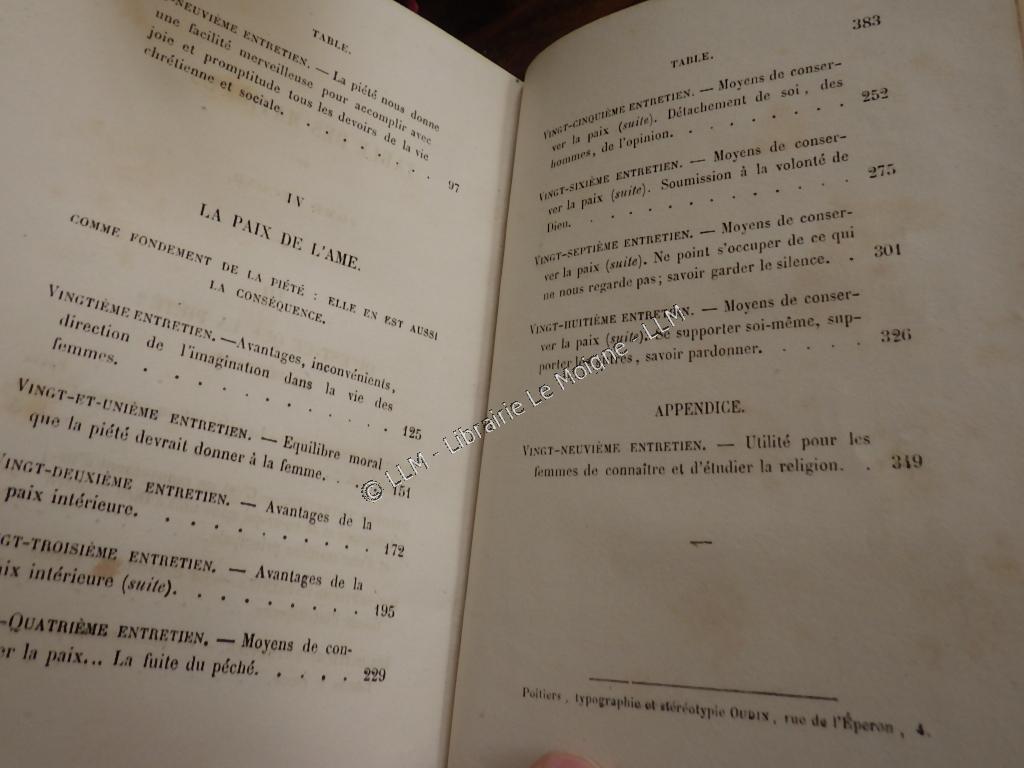 TABLE.
-NEUVIÈME ENTRETIEN. — La piété nous donne
une facilité merveilleuse pour accomplir avec
joie et promptitude tous les devoirs de la vie
chrétienne et sociale. . . . . . . . . 97
IV
LA PAIX DE L'AME.
COMME FONDEMENT DE LA PIÉTÉ : ELLE EN EST AUSSI
LA CONSÉQUENCE.
VINGTIÈME ENTRETIEN. —Avantages, inconvénients,
direction de l'imagination dans la vie des
femmes. . . . . . . . . . . . 125
VINGT-ET-UNIÈME ENTRETIEN. — Equilibre moral
que la piété devrait donner à la femme. . . . 151
VINGT-DEUXIÈME ENTRETIEN. — Avantages de la
paix intérieure. . . . . . . . . . . 172
GT-TROISIÈME ENTRETIEN. — Avantages de la
ix intérieure (suite). . . . . . . . . 195
-QUATRIÈME ENTRETIEN. — Moyens de con-
er la paix... La fuite du péché. . . . . 229
383
TABLE.
VINGT-CINQUIÈME ENTRETIEN. — Moyens de conser-
ver la paix (suite). Détachement de soi, des
hommes, de l'opinion. . . . . . . . 252
VINGT-SIXIÈME ENTRETIEN. — Moyens de conser-
ver la paix (suite). Soumission à la volonté de
Dieu. . . . . . . . . . . . 275
VINGT-SEPTIÈME ENTRETIEN. — Moyens de conser-
ver la paix (suite). Ne point s'occuper de ce qui
ne nous regarde pas; savoir garder le silence. . . 301
VINGT-HUITIÈME ENTRETIEN. — Moyens de conser-
ver la paix (suite). Se supporter soi-même, sup-
porter les autres, savoir pardonner. . . . . 326
APPENDICE.
VINGT-NEUVIÈME ENTRETIEN. — Utilité pour les
femmes de connaître et d'étudier la religion. . 349
Poitiers, typographie et stéréotypie OUDIN, rue de l'Éperon, 4.
© LLM - Librairie Le Moigne - LLM